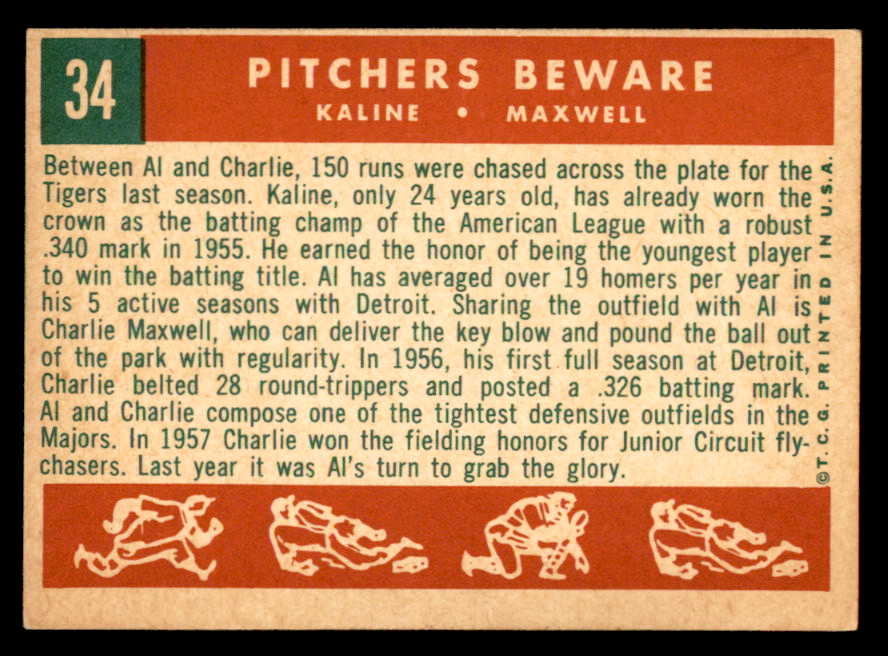 34
PITCHERS BEWARE
KALINE • MAXWELL
Between Al and Charlie, 150 runs were chased across the plate for the
Tigers last season. Kaline, only 24 years old, has already worn the
crown as the batting champ of the American League with a robust
.340 mark in 1955. He earned the honor of being the youngest player
to win the batting title. Al has averaged over 19 homers per year in
his 5 active seasons with Detroit. Sharing the outfield with Al is
Charlie Maxwell, who can deliver the key blow and pound the ball out
of the park with regularity. In 1956, his first full season at Detroit,
Charlie belted 28 round-trippers and posted a .326 batting mark.
Al and Charlie compose one of the tightest defensive outfields in the
Majors. In 1957 Charlie won the fielding honors for Junior Circuit fly-
chasers. Last year it was Al's turn to grab the glory.
©T.C.G. PRINTED IN U.S.A.